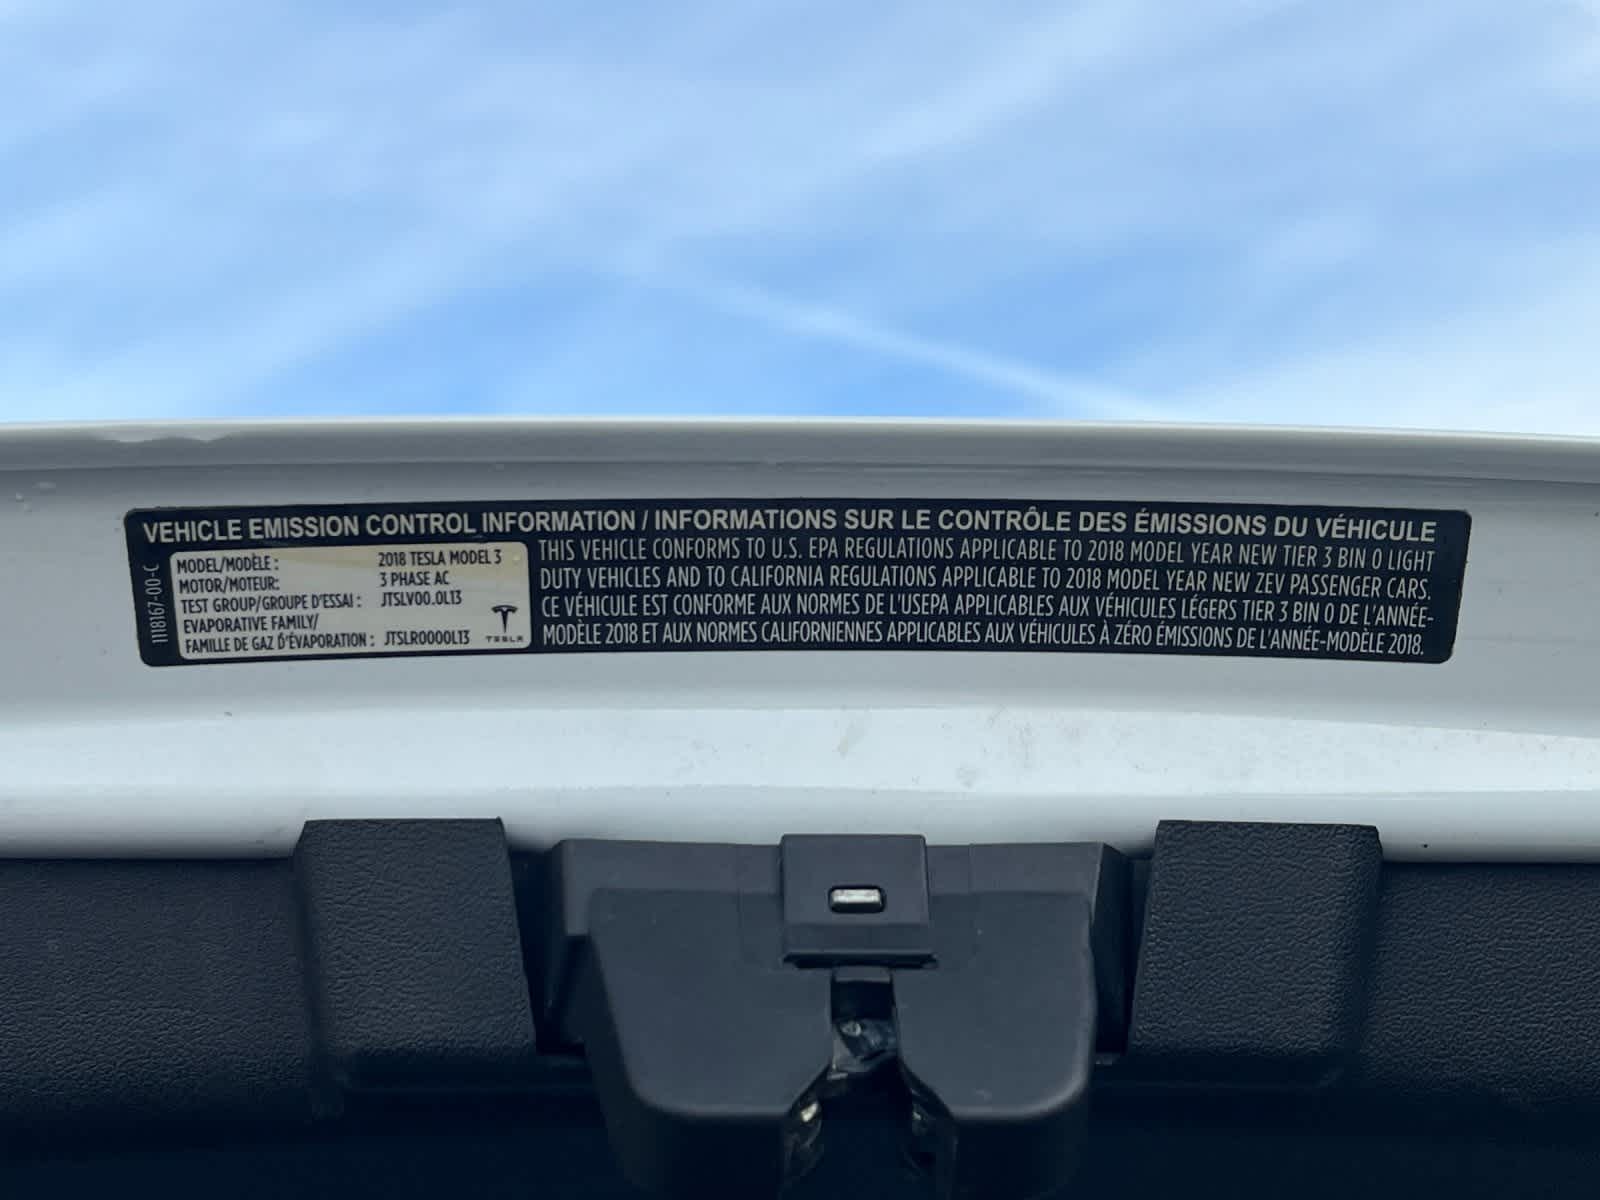 VEHICLE EMISSION CONTROL INFORMATION / INFORMATIONS SUR LE CONTRÔLE DES ÉMISSIONS DU VÉHICULE
1118167-00-C
MODEL/MODÈLE : 2018 TESLA MODEL 3
MOTOR/MOTEUR: 3 PHASE AC
TEST GROUP/GROUPE D'ESSAI : JTSLV00.0L13
EVAPORATIVE FAMILY/
FAMILLE DE GAZ D'ÉVAPORATION : JTSLR0000L13
TESLA
THIS VEHICLE CONFORMS TO U.S. EPA REGULATIONS APPLICABLE TO 2018 MODEL YEAR NEW TIER 3 BIN 0 LIGHT
DUTY VEHICLES AND TO CALIFORNIA REGULATIONS APPLICABLE TO 2018 MODEL YEAR NEW ZEV PASSENGER CARS.
CE VÉHICULE EST CONFORME AUX NORMES DE L'USEPA APPLICABLES AUX VÉHICULES LÉGERS TIER 3 BIN 0 DE L'ANNÉE-
MODÈLE 2018 ET AUX NORMES CALIFORNIENNES APPLICABLES AUX VÉHICULES À ZÉRO ÉMISSIONS DE L'ANNÉE-MODÈLE 2018.